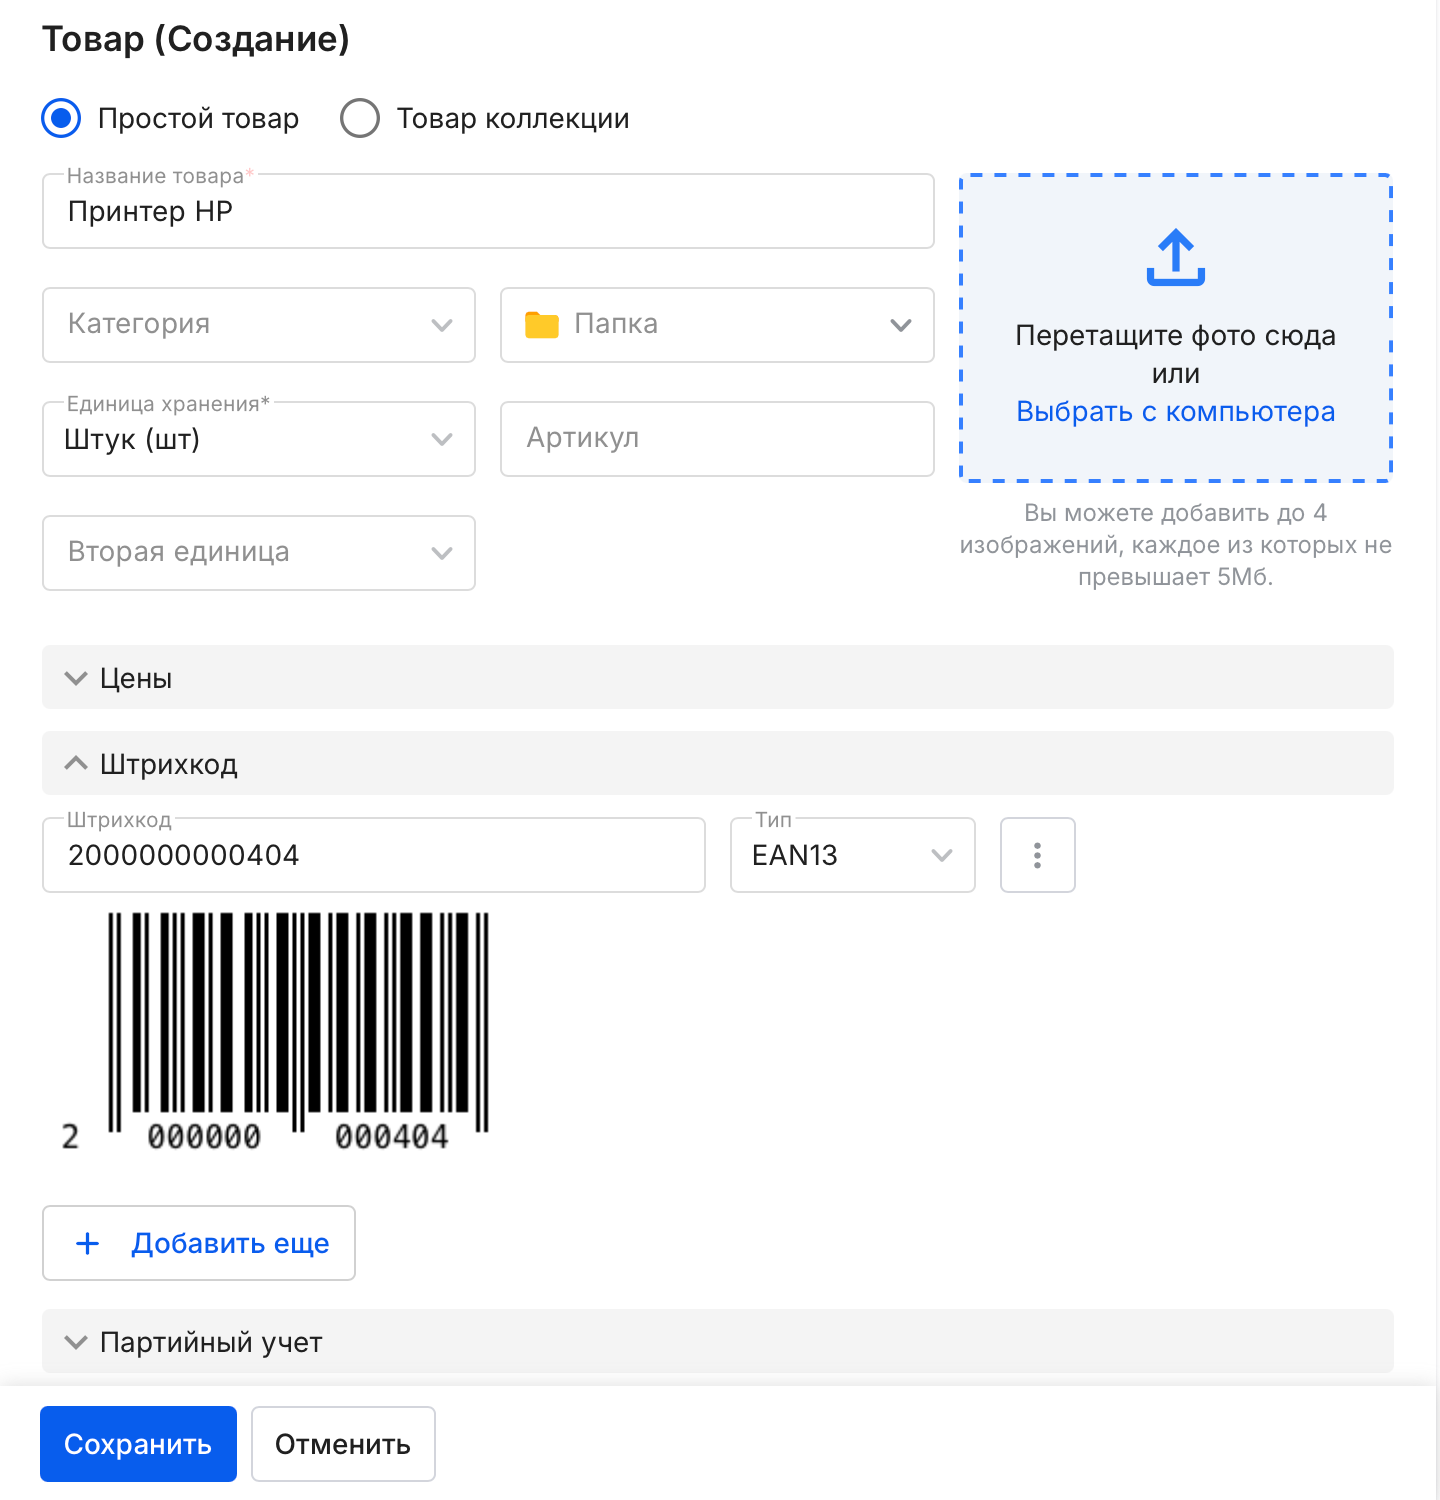 Товар (Создание)
Простой товар
Товар коллекции
Название товара*
Принтер HP
Категория
Папка
Единица хранения*
Штук (шт)
Артикул
Вторая единица
Перетащите фото сюда
или
Выбрать с компьютера
Вы можете добавить до 4
изображений, каждое из которых не
превышает 5Мб.
Цены
Штрихкод
Штрихкод
2000000000404
Тип
EAN13
2 000000 000404
Добавить еще
Партийный учет
Сохранить
Отменить